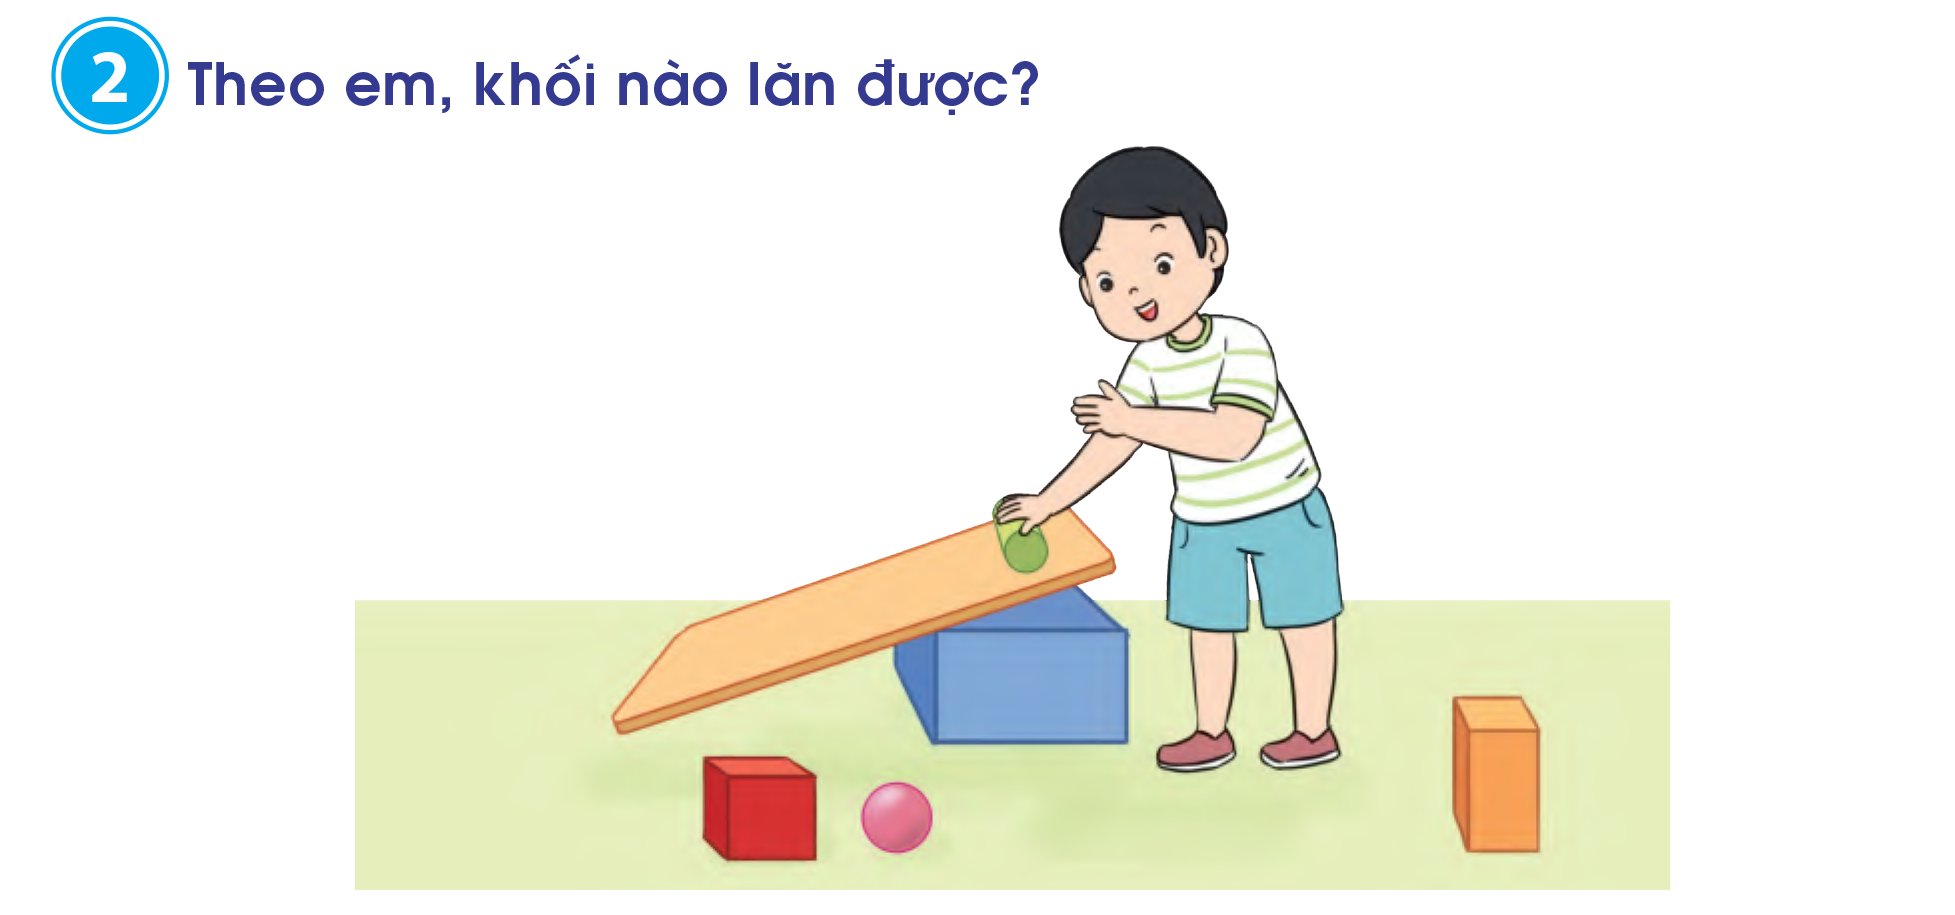 2 Theo em, khối nào lăn được?